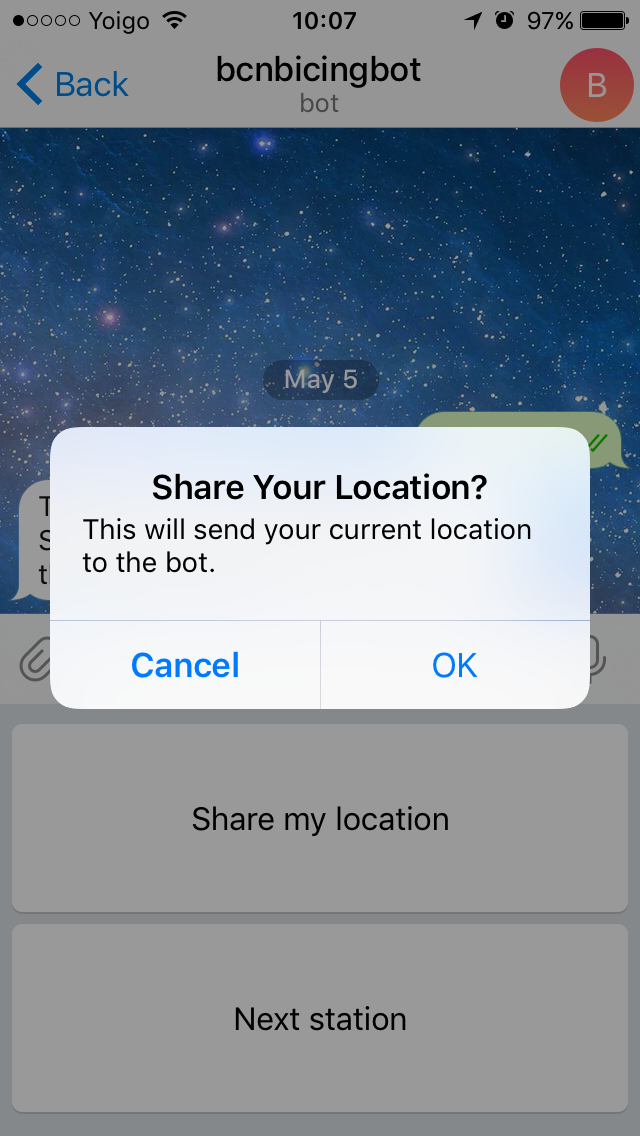 Yoigo 10:07 97%
Back bcnbicingbot B
bot
May 5
Share Your Location?
This will send your current location
to the bot.
Cancel OK
Share my location
Next station